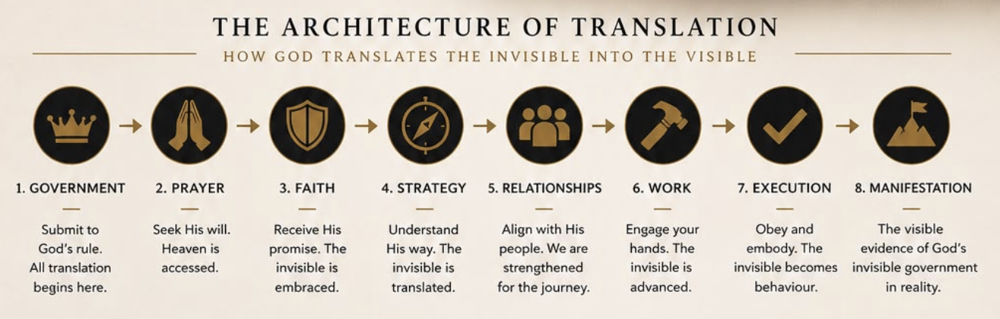 THE ARCHITECTURE OF TRANSLATION
HOW GOD TRANSLATES THE INVISIBLE INTO THE VISIBLE
1. GOVERNMENT
Submit to
God's rule.
All translation
begins here.
2. PRAYER
Seek His will.
Heaven is
accessed.
3. FAITH
Receive His
promise. The
invisible is
embraced.
4. STRATEGY
Understand
His way. The
invisible is
translated.
5. RELATIONSHIPS
Align with His
people. We are
strengthened
for the journey.
6. WORK
Engage your
hands. The
invisible is
advanced.
7. EXECUTION
Obey and
embody. The
invisible becomes
behaviour.
8. MANIFESTATION
The visible
evidence of God's
invisible government
in reality.